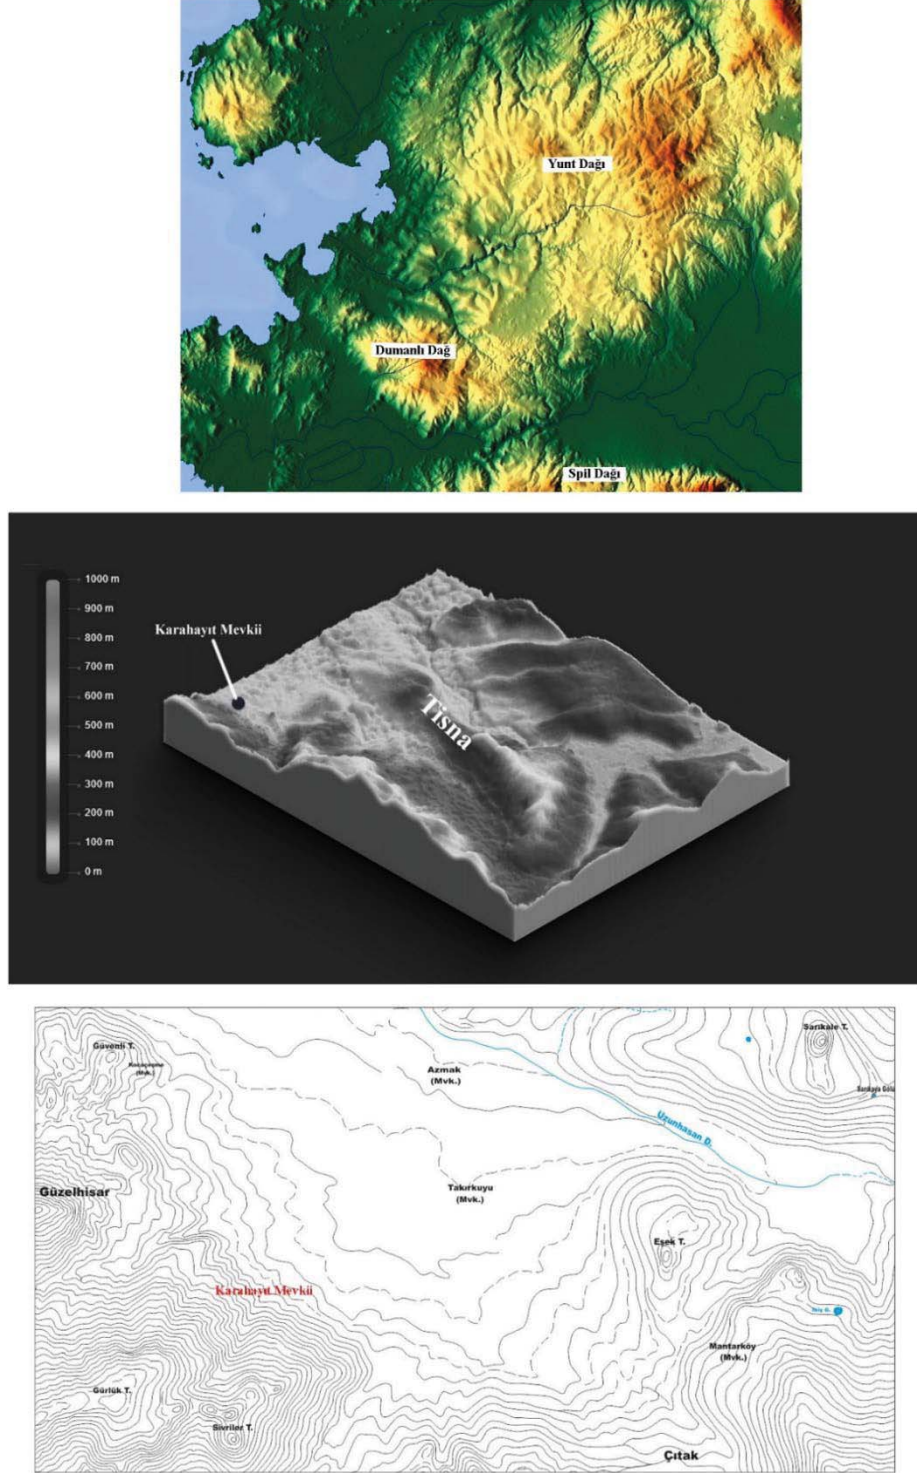 Yunt Dağı
Dumanlı Dağ
Spil Dağı
1000 m
900 m
800 m
700 m
600 m
500 m
400 m
300 m
200 m
100 m
0 m
Karahayıt Mevkii
Tisna
Sarıkale T.
Güvenli T.
(Mvk.)
Azmak
(Mvk.)
Uzunhasan D.
Güzelhisar
Takırkuyu
(Mvk.)
Eşek T.
Karahayıt Mevkii
Mantarköy
(Mvk.)
Gürlük T.
Sivriler T.
Çıtak